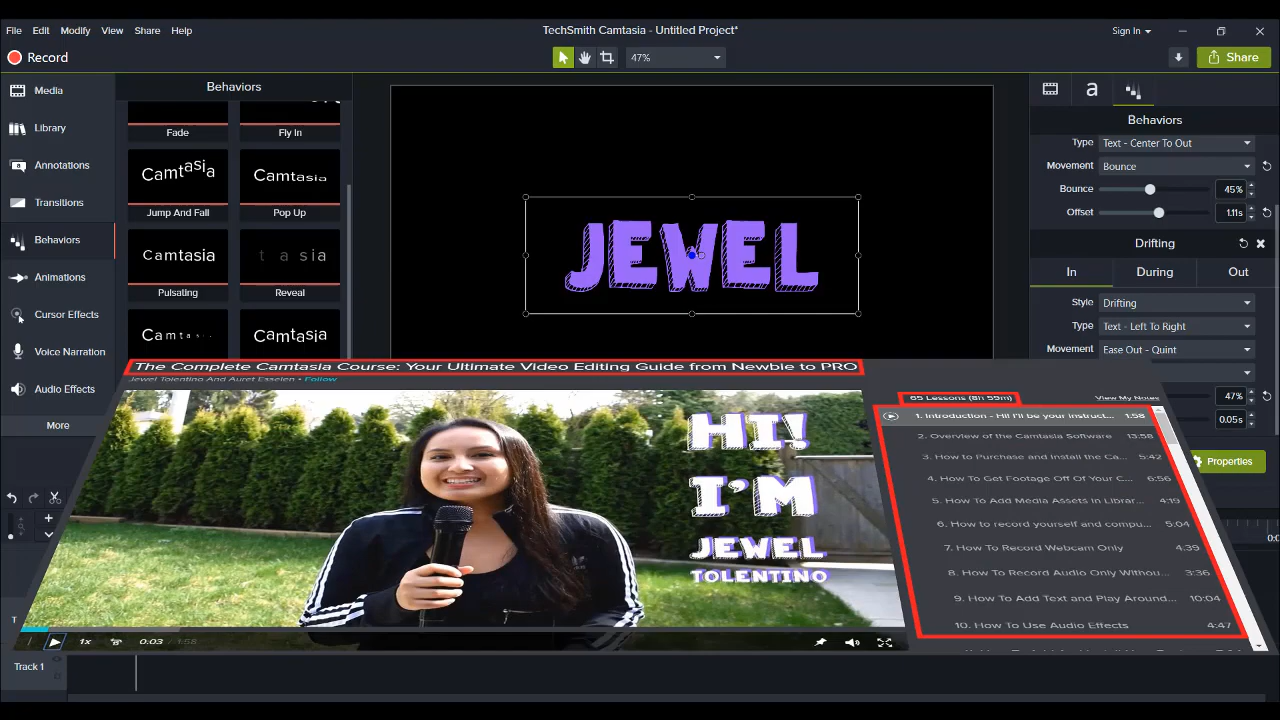 TechSmith Camtasia - Untitled Project*
File Edit Modify View Share Help
Sign In
Record
47%
Share
Media
Library
Annotations
Transitions
Behaviors
Animations
Cursor Effects
Voice Narration
Audio Effects
More
Behaviors
Fade
Fly In
Camtasia
Jump And Fall
Camtasia
Pop Up
Camtasia
Pulsating
t a sia
Reveal
Camtas
Camtasia
JEWEL
a
Behaviors
Type Text - Center To Out
Movement Bounce
Bounce 45%
Offset 1.11s
Drifting
In During Out
Style Drifting
Type Text - Left To Right
Movement Ease Out - Quint
47%
0.05s
Properties
The Complete Camtasia Course: Your Ultimate Video Editing Guide from Newbie to PRO
Jewel Tolentino And Auret Esselen • Follow
HI!
I'M
JEWEL
TOLENTINO
1x
0:03 1:58
65 Lessons (8h 59m)
View My Notes
1. Introduction - Hi! I'll be your instruct... 1:58
2. Overview of the Camtasia Software 13:58
3. How to Purchase and Install the Ca... 5:42
4. How To Get Footage Off Of Your C... 6:56
5. How To Add Media Assets In Librar... 4:19
6. How to record yourself and compu... 5:04
7. How To Record Webcam Only 4:39
8. How To Record Audio Only Withou... 3:36
9. How To Add Text and Play Around... 10:04
10. How To Use Audio Effects 4:47
Track 1